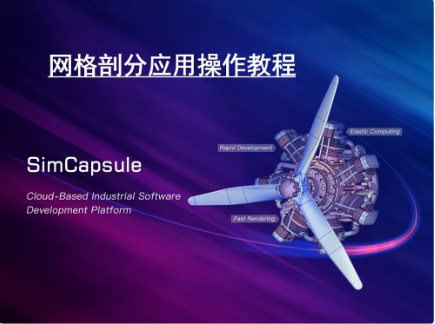 网格剖分应用操作教程
Elastic Computing
Rapid Development
SimCapsule
Cloud-Based Industrial Software
Development Platform
Fast Rendering